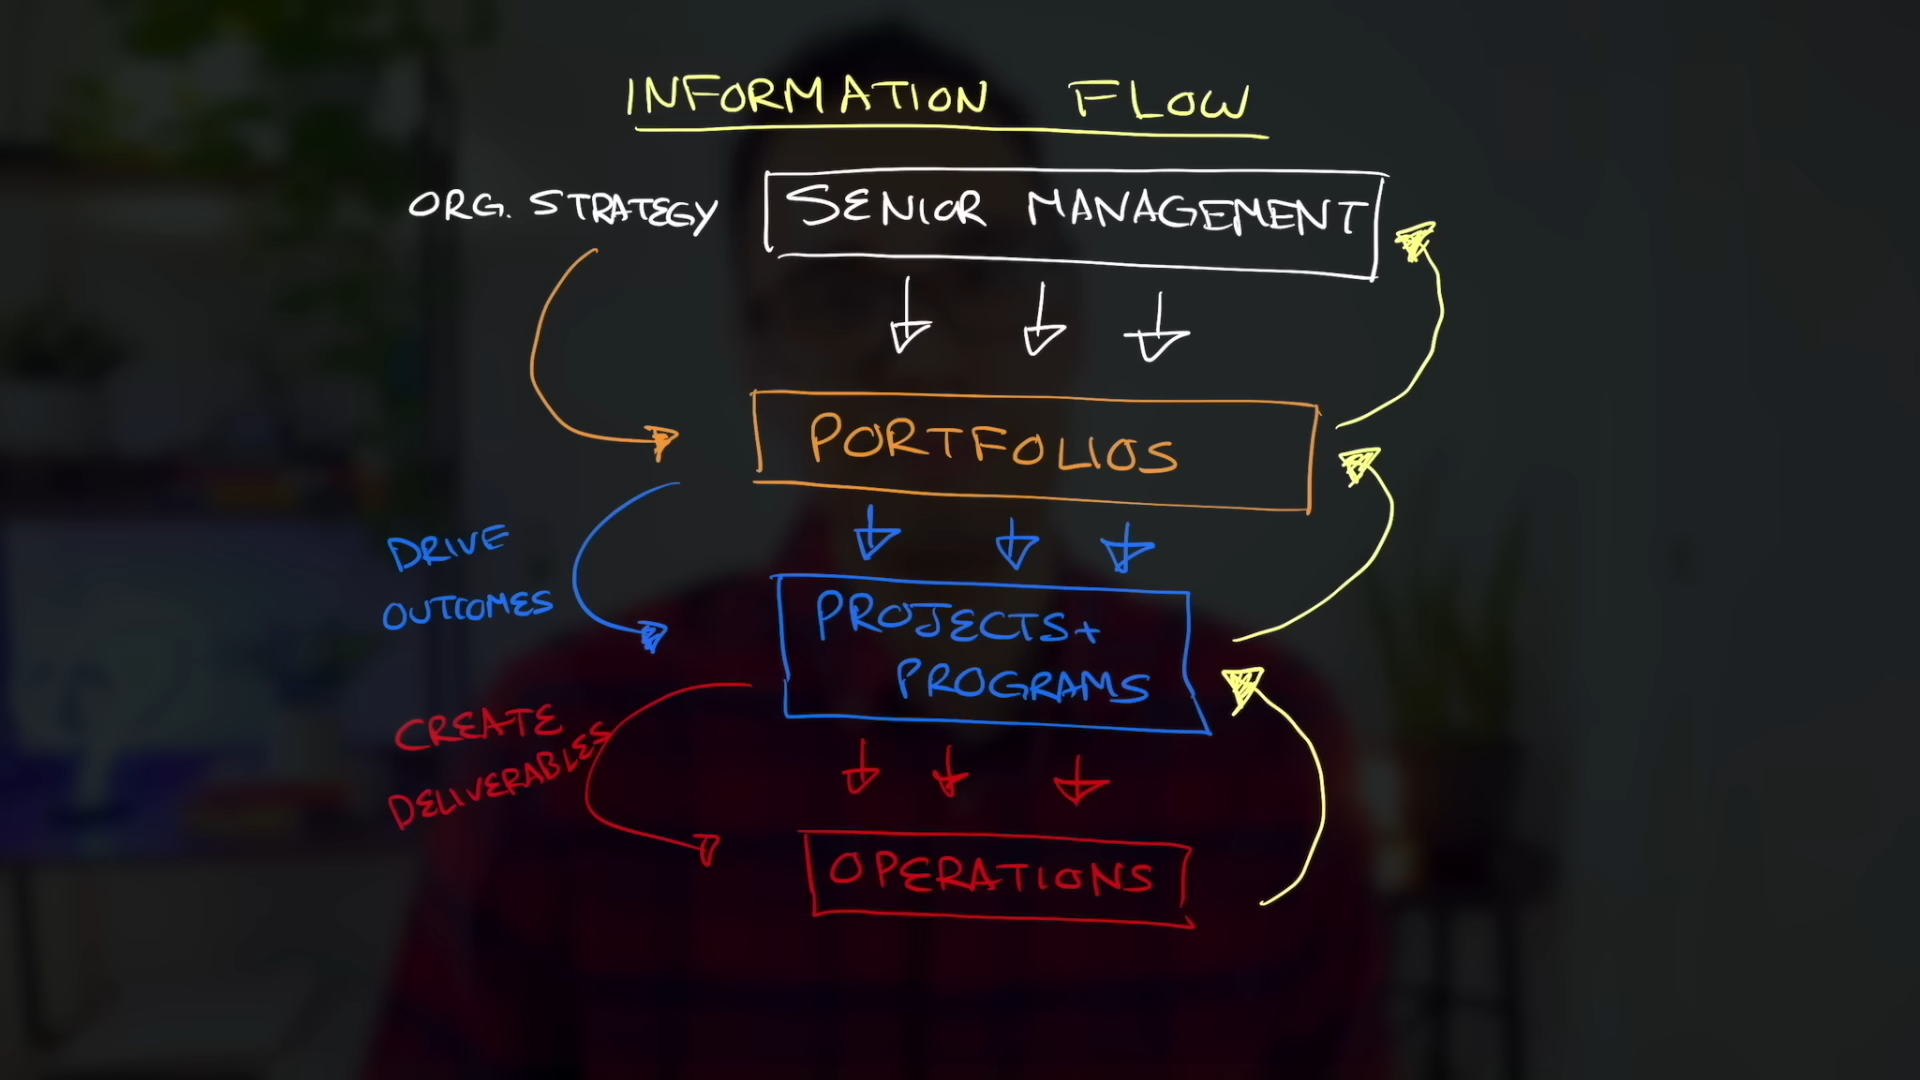 INFORMATION FLOW
ORG. STRATEGY
SENIOR MANAGEMENT
PORTFOLIOS
DRIVE
OUTCOMES
PROJECTS+
PROGRAMS
CREATE
DELIVERABLES
OPERATIONS